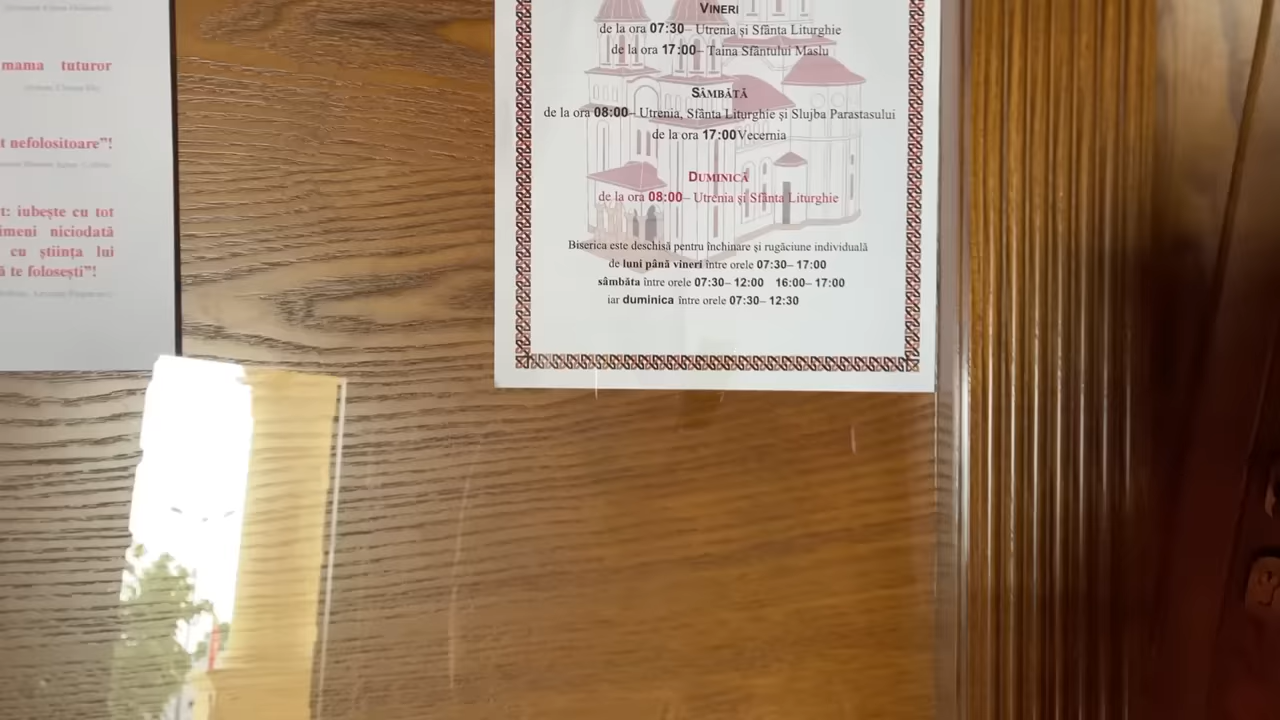 mama tuturor
t nefolositoare”!
t: iubește cu tot
imeni niciodată
cu știința lui
ă te folosești”!
VINERI
de la ora 07:30– Utrenia și Sfânta Liturghie
de la ora 17:00– Taina Sfântului Maslu
SÂMBĂTĂ
de la ora 08:00– Utrenia, Sfânta Liturghie și Slujba Parastasului
de la ora 17:00Vecernia
DUMINICĂ
de la ora 08:00– Utrenia și Sfânta Liturghie
Biserica este deschisă pentru închinare și rugăciune individuală
de luni până vineri între orele 07:30– 17:00
sâmbăta între orele 07:30– 12:00 16:00– 17:00
iar duminica între orele 07:30– 12:30